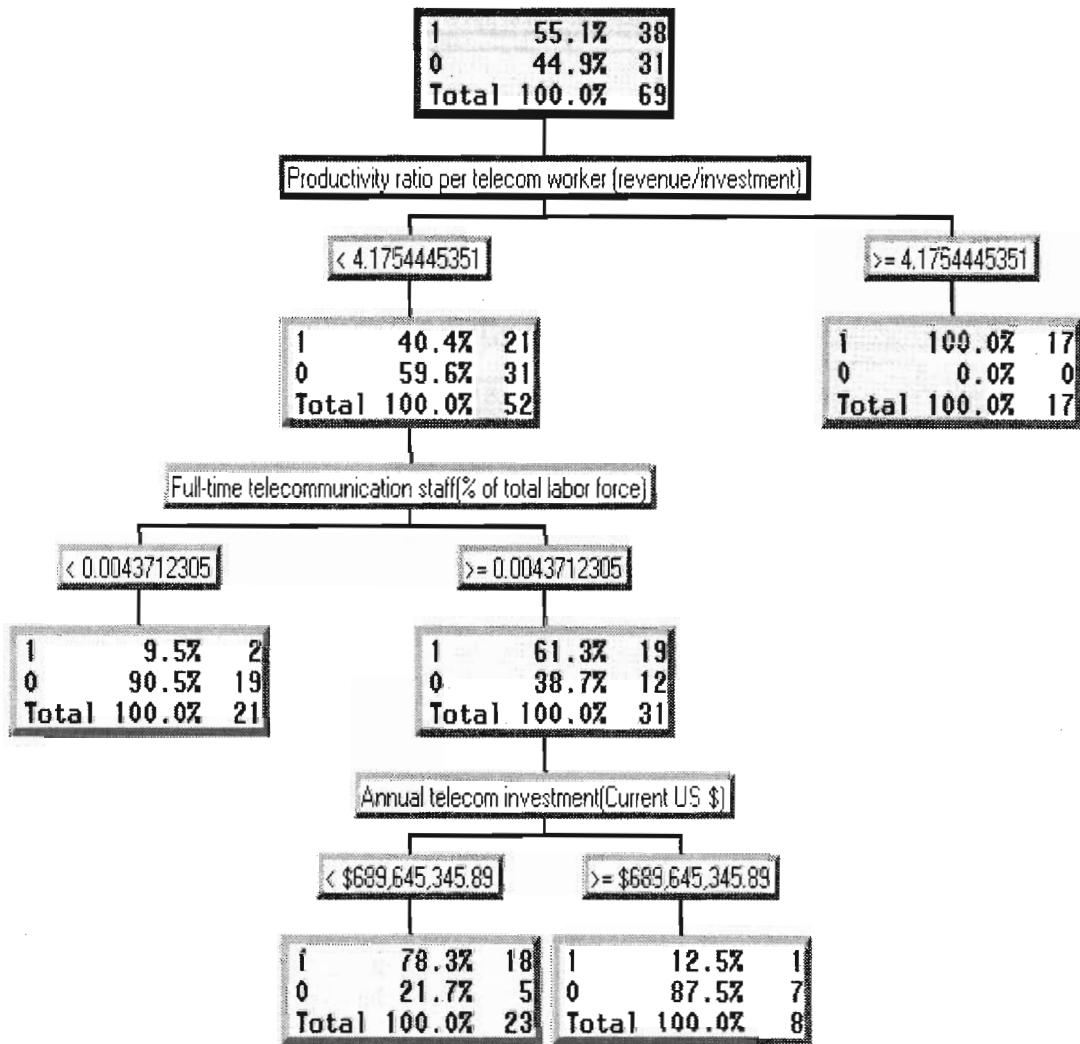 1 55.1% 38
0 44.9% 31
Total 100.0% 69
Productivity ratio per telecom worker (revenue/investment)
< 4.1754445351
>= 4.1754445351
1 40.4% 21
0 59.6% 31
Total 100.0% 52
1 100.0% 17
0 0.0% 0
Total 100.0% 17
Full-time telecommunication staff(% of total labor force)
< 0.0043712305
>= 0.0043712305
1 9.5% 2
0 90.5% 19
Total 100.0% 21
1 61.3% 19
0 38.7% 12
Total 100.0% 31
Annual telecom investment(Current US $)
< $689,645,345.89
>= $689,645,345.89
1 78.3% 18
0 21.7% 5
Total 100.0% 23
1 12.5% 1
0 87.5% 7
Total 100.0% 8